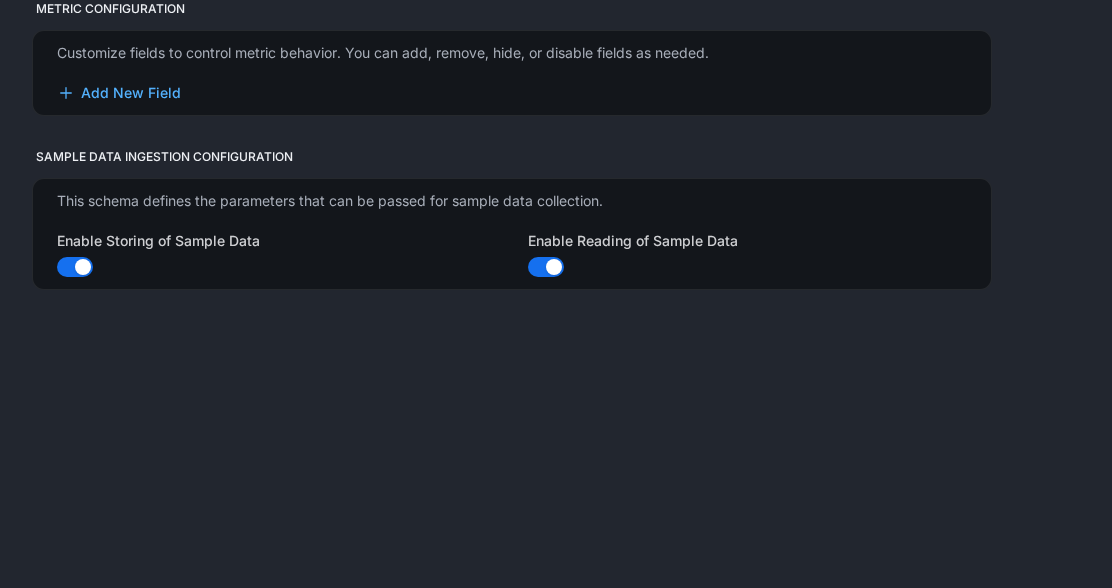 METRIC CONFIGURATION
Customize fields to control metric behavior. You can add, remove, hide, or disable fields as needed.
Add New Field
SAMPLE DATA INGESTION CONFIGURATION
This schema defines the parameters that can be passed for sample data collection.
Enable Storing of Sample Data
Enable Reading of Sample Data